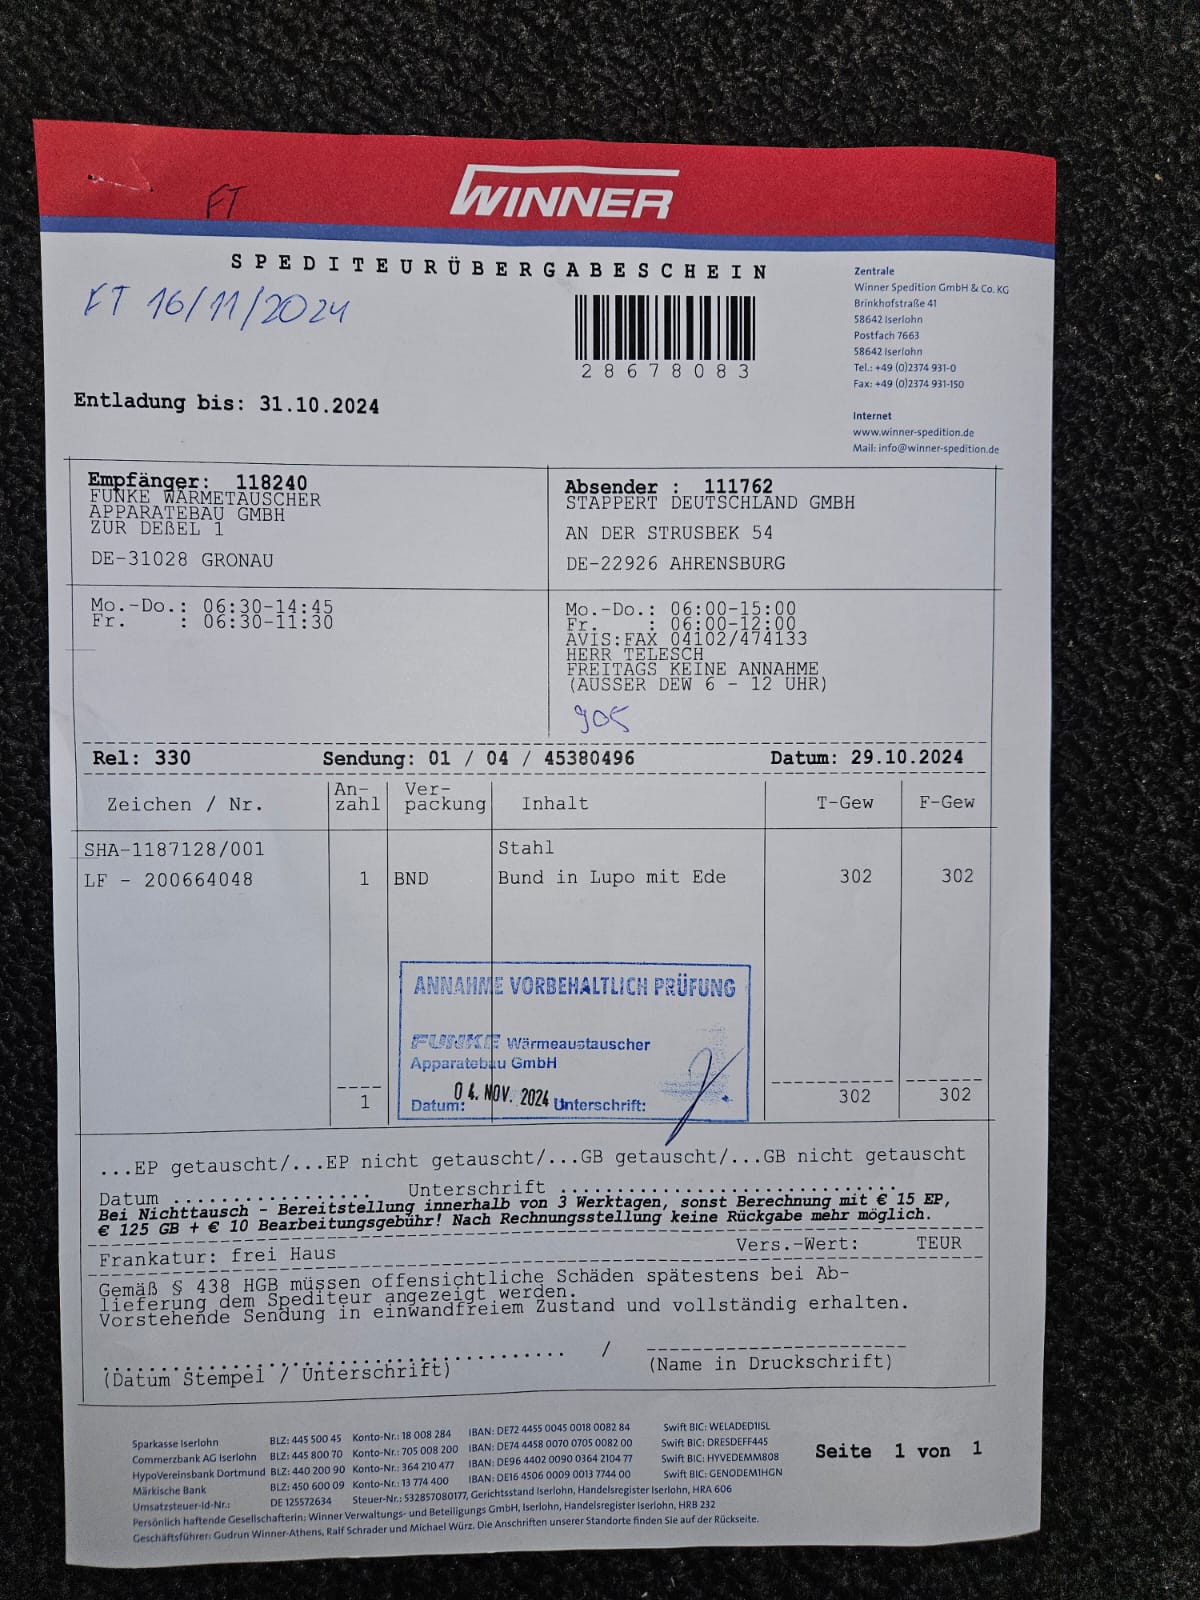 FT
WINNER
SPEDITEURÜBERGABESCHEIN
FT 16/11/2024
28678083
Zentrale
Winner Spedition GmbH & Co. KG
Brinkhofstraße 41
58642 Iserlohn
Postfach 7663
58642 Iserlohn
Tel.: +49 (0)2374 931-0
Fax: +49 (0)2374 931-150
Internet
www.winner-spedition.de
Mail: info@winner-spedition.de
Entladung bis: 31.10.2024
Empfänger: 118240
FUNKE WÄRMETAUSCHER
APPARATEBAU GMBH
ZUR DEßEL 1
DE-31028 GRONAU
Absender : 111762
STAPPERT DEUTSCHLAND GMBH
AN DER STRUSBEK 54
DE-22926 AHRENSBURG
Mo.-Do.: 06:30-14:45
Fr. : 06:30-11:30
Mo.-Do.: 06:00-15:00
Fr. : 06:00-12:00
AVIS:FAX 04102/474133
HERR TELESCH
FREITAGS KEINE ANNAHME
(AUSSER DEW 6 - 12 UHR)
905
Rel: 330 Sendung: 01 / 04 / 45380496 Datum: 29.10.2024
Zeichen / Nr. An-zahl Ver-packung Inhalt T-Gew F-Gew
SHA-1187128/001 Stahl
LF - 200664048 1 BND Bund in Lupo mit Ede 302 302
ANNAHME VORBEHALTLICH PRÜFUNG
FUNKE Wärmeaustauscher
Apparatebau GmbH
Datum: 04. NOV. 2024 Unterschrift:
1 302 302
...EP getauscht/...EP nicht getauscht/...GB getauscht/...GB nicht getauscht
Datum .................. Unterschrift ..............................
Bei Nichttausch - Bereitstellung innerhalb von 3 Werktagen, sonst Berechnung mit € 15 EP,
€ 125 GB + € 10 Bearbeitungsgebühr! Nach Rechnungsstellung keine Rückgabe mehr möglich.
Frankatur: frei Haus Vers.-Wert: TEUR
Gemäß § 438 HGB müssen offensichtliche Schäden spätestens bei Ab-
lieferung dem Spediteur angezeigt werden.
Vorstehende Sendung in einwandfreiem Zustand und vollständig erhalten.
/
(Datum Stempel / Unterschrift) (Name in Druckschrift)
Sparkasse Iserlohn BLZ: 445 500 45 Konto-Nr.: 18 008 284 IBAN: DE72 4455 0045 0018 0082 84 Swift BIC: WELADED1ISL
Commerzbank AG Iserlohn BLZ: 445 800 70 Konto-Nr.: 705 008 200 IBAN: DE74 4458 0070 0705 0082 00 Swift BIC: DRESDEFF445
HypoVereinsbank Dortmund BLZ: 440 200 90 Konto-Nr.: 364 210 477 IBAN: DE96 4402 0090 0364 2104 77 Swift BIC: HYVEDEMM808
Märkische Bank BLZ: 450 600 09 Konto-Nr.: 13 774 400 IBAN: DE16 4506 0009 0013 7744 00 Swift BIC: GENODEM1HGN
Umsatzsteuer-Id-Nr.: DE 125572634 Steuer-Nr.: 532857080177, Gerichtsstand Iserlohn, Handelsregister Iserlohn, HRA 606
Persönlich haftende Gesellschafterin: Winner Verwaltungs- und Beteiligungs GmbH, Iserlohn, Handelsregister Iserlohn, HRB 232
Geschäftsführer: Gudrun Winner-Athens, Ralf Schrader und Michael Würz. Die Anschriften unserer Standorte finden Sie auf der Rückseite.
Seite 1 von 1